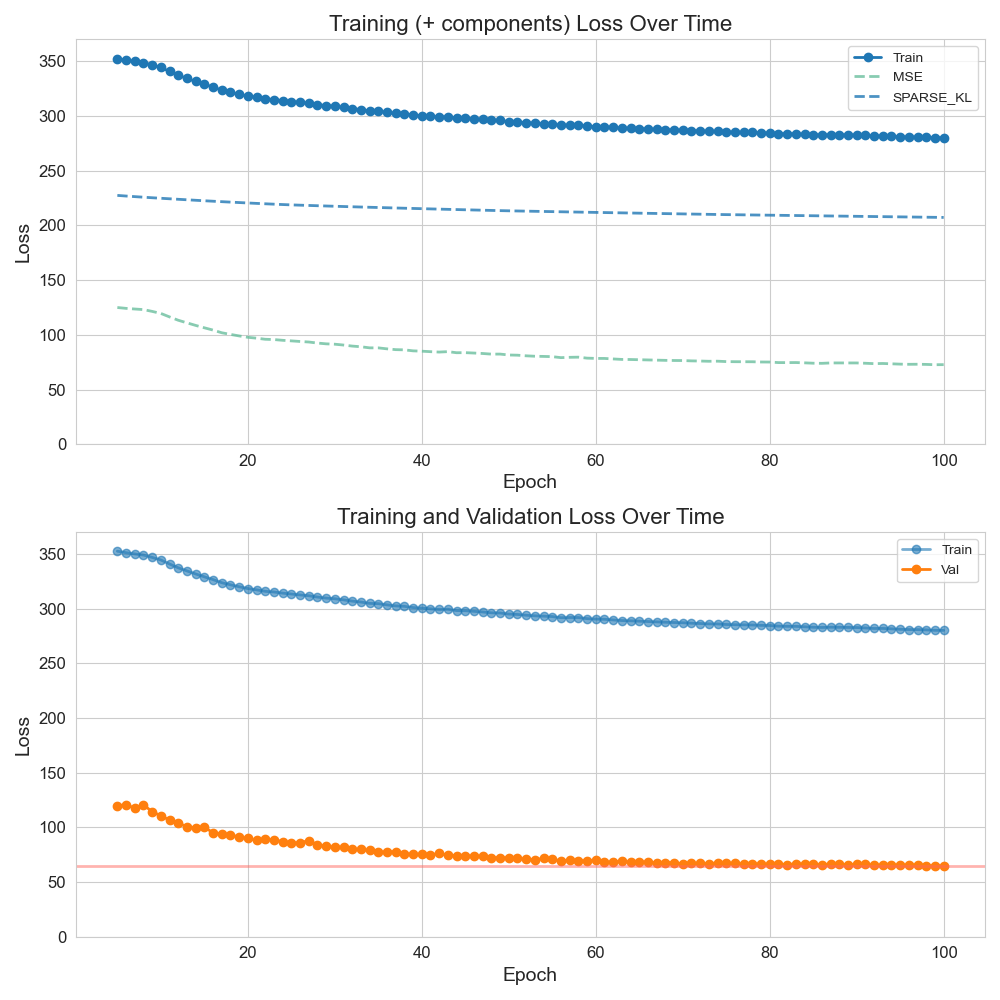 Training (+ components) Loss Over Time
Train
MSE
SPARSE_KL
Loss
350
300
250
200
150
100
50
0
20 40 60 80 100
Epoch
Training and Validation Loss Over Time
Train
Val
Loss
350
300
250
200
150
100
50
0
20 40 60 80 100
Epoch